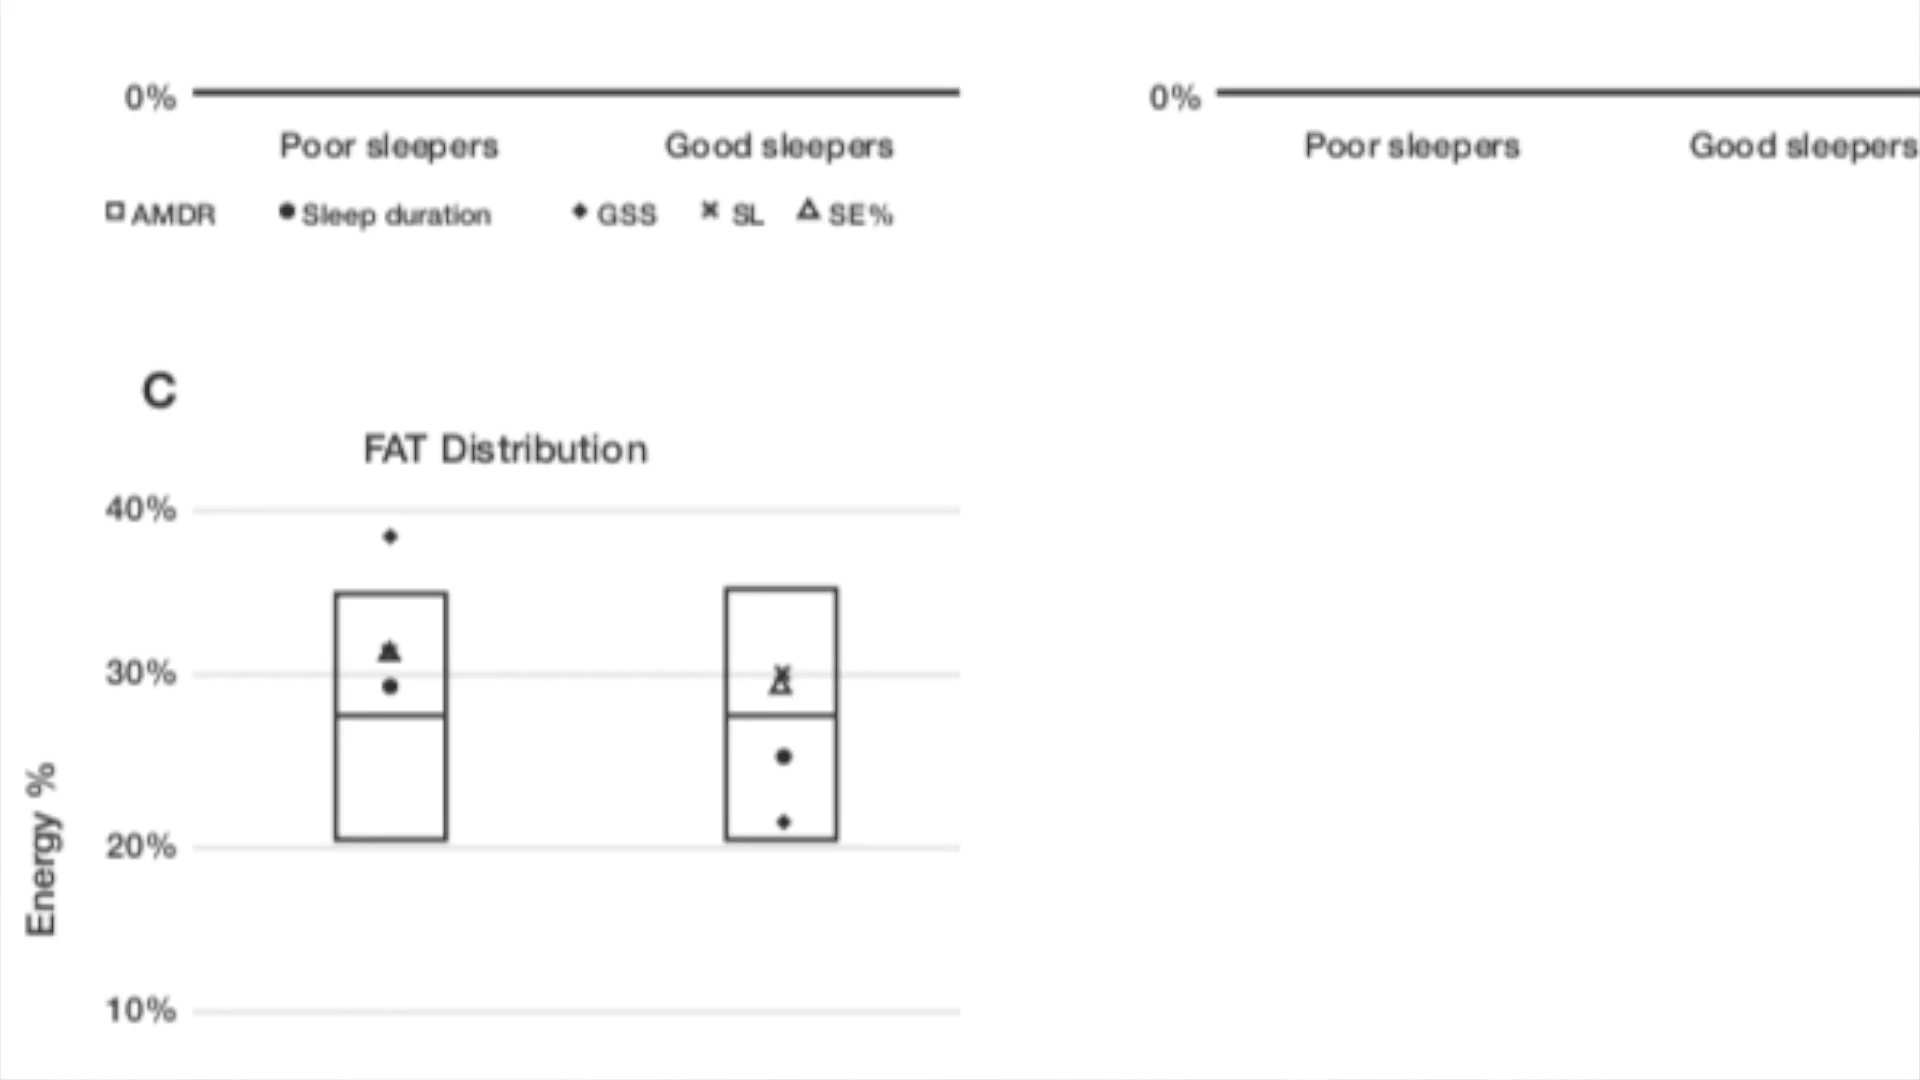 0%
Poor sleepers Good sleepers
AMDR Sleep duration GSS SL SE%
0%
Poor sleepers Good sleepers
C
FAT Distribution
40%
30%
20%
10%
Energy %